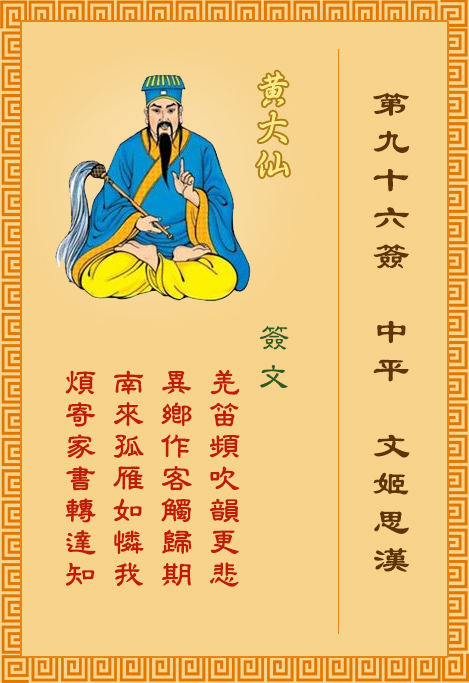 第九十六簽 中平 文姬思漢
黃大仙
簽文
羌笛頻吹韻更悲
異鄉作客觸歸期
南來孤雁如憐我
煩寄家書轉達知